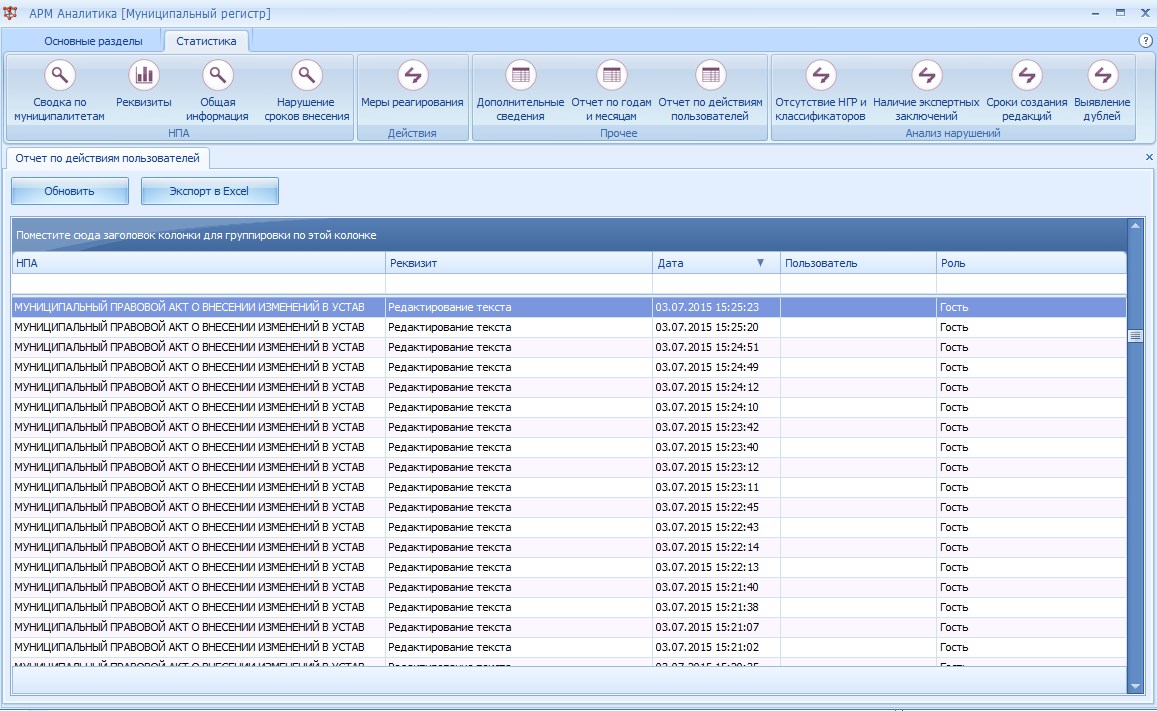 АРМ Аналитика [Муниципальный регистр]
Основные разделы Статистика
Сводка по муниципалитетам
Реквизиты
Общая информация
Нарушение сроков внесения
НПА
Меры реагирования
Действия
Дополнительные сведения
Отчет по годам и месяцам
Отчет по действиям пользователей
Прочее
Отсутствие НГР и классификаторов
Наличие экспертных заключений
Сроки создания редакций
Выявление дублей
Анализ нарушений
Отчет по действиям пользователей
Обновить Экспорт в Excel
Поместите сюда заголовок колонки для группировки по этой колонке
НПА Реквизит Дата Пользователь Роль
МУНИЦИПАЛЬНЫЙ ПРАВОВОЙ АКТ О ВНЕСЕНИИ ИЗМЕНЕНИЙ В УСТАВ Редактирование текста 03.07.2015 15:25:23 Гость
МУНИЦИПАЛЬНЫЙ ПРАВОВОЙ АКТ О ВНЕСЕНИИ ИЗМЕНЕНИЙ В УСТАВ Редактирование текста 03.07.2015 15:25:20 Гость
МУНИЦИПАЛЬНЫЙ ПРАВОВОЙ АКТ О ВНЕСЕНИИ ИЗМЕНЕНИЙ В УСТАВ Редактирование текста 03.07.2015 15:24:51 Гость
МУНИЦИПАЛЬНЫЙ ПРАВОВОЙ АКТ О ВНЕСЕНИИ ИЗМЕНЕНИЙ В УСТАВ Редактирование текста 03.07.2015 15:24:49 Гость
МУНИЦИПАЛЬНЫЙ ПРАВОВОЙ АКТ О ВНЕСЕНИИ ИЗМЕНЕНИЙ В УСТАВ Редактирование текста 03.07.2015 15:24:12 Гость
МУНИЦИПАЛЬНЫЙ ПРАВОВОЙ АКТ О ВНЕСЕНИИ ИЗМЕНЕНИЙ В УСТАВ Редактирование текста 03.07.2015 15:24:10 Гость
МУНИЦИПАЛЬНЫЙ ПРАВОВОЙ АКТ О ВНЕСЕНИИ ИЗМЕНЕНИЙ В УСТАВ Редактирование текста 03.07.2015 15:23:42 Гость
МУНИЦИПАЛЬНЫЙ ПРАВОВОЙ АКТ О ВНЕСЕНИИ ИЗМЕНЕНИЙ В УСТАВ Редактирование текста 03.07.2015 15:23:40 Гость
МУНИЦИПАЛЬНЫЙ ПРАВОВОЙ АКТ О ВНЕСЕНИИ ИЗМЕНЕНИЙ В УСТАВ Редактирование текста 03.07.2015 15:23:12 Гость
МУНИЦИПАЛЬНЫЙ ПРАВОВОЙ АКТ О ВНЕСЕНИИ ИЗМЕНЕНИЙ В УСТАВ Редактирование текста 03.07.2015 15:23:11 Гость
МУНИЦИПАЛЬНЫЙ ПРАВОВОЙ АКТ О ВНЕСЕНИИ ИЗМЕНЕНИЙ В УСТАВ Редактирование текста 03.07.2015 15:22:45 Гость
МУНИЦИПАЛЬНЫЙ ПРАВОВОЙ АКТ О ВНЕСЕНИИ ИЗМЕНЕНИЙ В УСТАВ Редактирование текста 03.07.2015 15:22:43 Гость
МУНИЦИПАЛЬНЫЙ ПРАВОВОЙ АКТ О ВНЕСЕНИИ ИЗМЕНЕНИЙ В УСТАВ Редактирование текста 03.07.2015 15:22:14 Гость
МУНИЦИПАЛЬНЫЙ ПРАВОВОЙ АКТ О ВНЕСЕНИИ ИЗМЕНЕНИЙ В УСТАВ Редактирование текста 03.07.2015 15:22:13 Гость
МУНИЦИПАЛЬНЫЙ ПРАВОВОЙ АКТ О ВНЕСЕНИИ ИЗМЕНЕНИЙ В УСТАВ Редактирование текста 03.07.2015 15:21:40 Гость
МУНИЦИПАЛЬНЫЙ ПРАВОВОЙ АКТ О ВНЕСЕНИИ ИЗМЕНЕНИЙ В УСТАВ Редактирование текста 03.07.2015 15:21:38 Гость
МУНИЦИПАЛЬНЫЙ ПРАВОВОЙ АКТ О ВНЕСЕНИИ ИЗМЕНЕНИЙ В УСТАВ Редактирование текста 03.07.2015 15:21:07 Гость
МУНИЦИПАЛЬНЫЙ ПРАВОВОЙ АКТ О ВНЕСЕНИИ ИЗМЕНЕНИЙ В УСТАВ Редактирование текста 03.07.2015 15:21:02 Гость